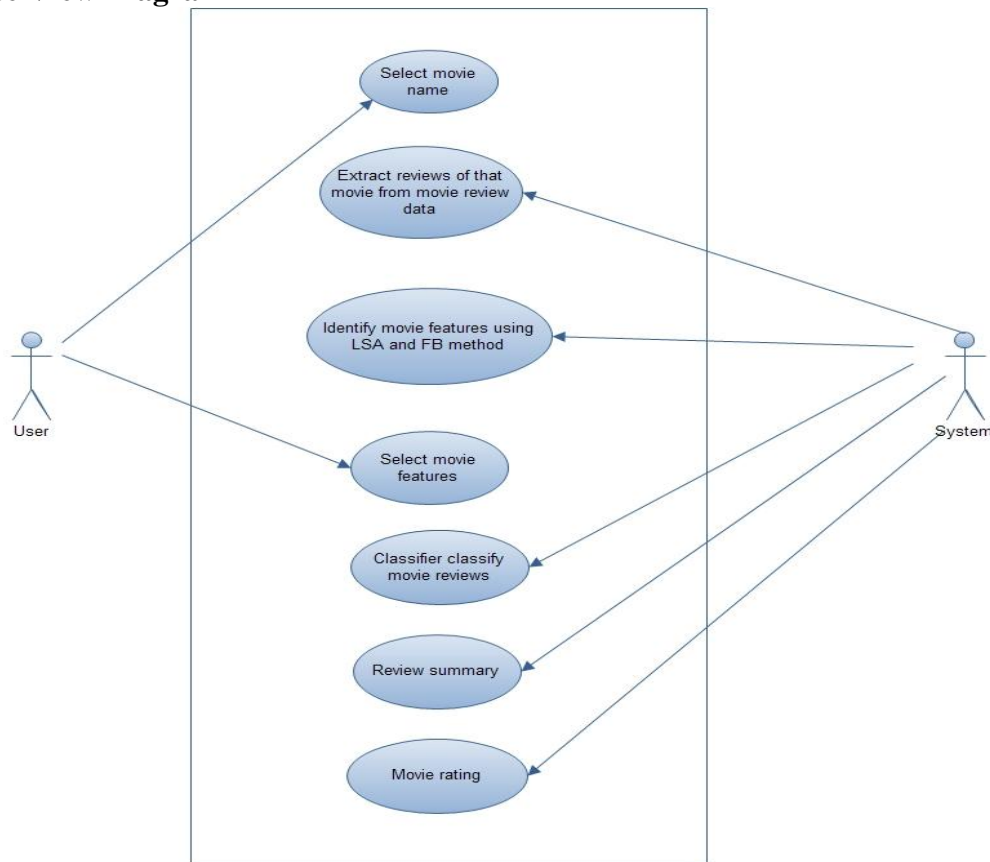 Select movie
name
Extract reviews of that
movie from movie review
data
Identify movie features using
LSA and FB method
User
System
Select movie
features
Classifier classify
movie reviews
Review summary
Movie rating